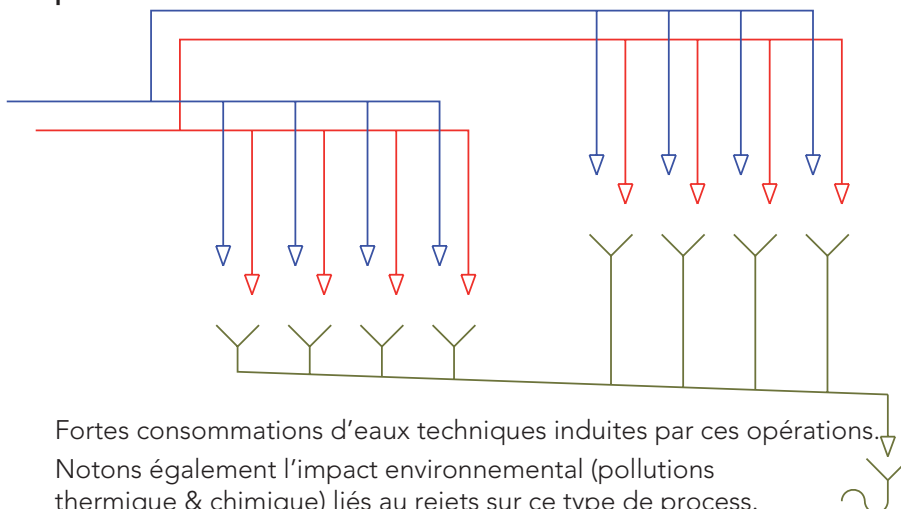 Fortes consommations d’eaux techniques induites par ces opérations.
Notons également l’impact environnemental (pollutions
thermique & chimique) liés au rejets sur ce type de process.